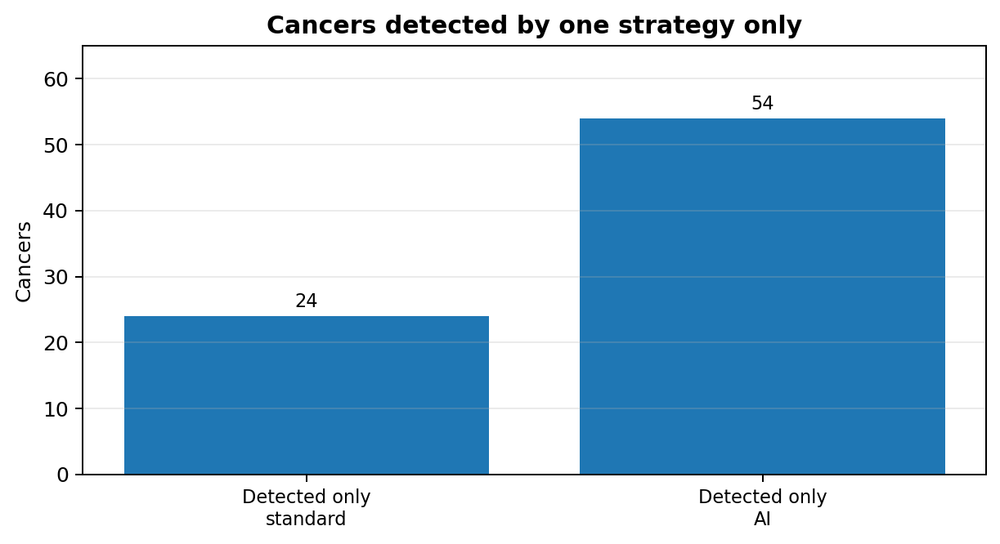 Cancers detected by one strategy only
Cancers
60
50
40
30
20
10
0
24
54
Detected only
standard
Detected only
AI